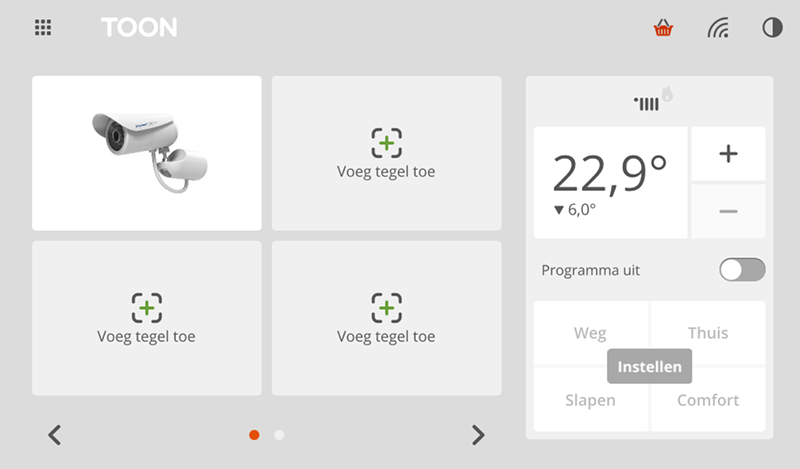 TOON
Voeg tegel toe
Voeg tegel toe
Voeg tegel toe
22,9°
▼ 6,0°
+
−
Programma uit
Weg
Thuis
Instellen
Slapen
Comfort